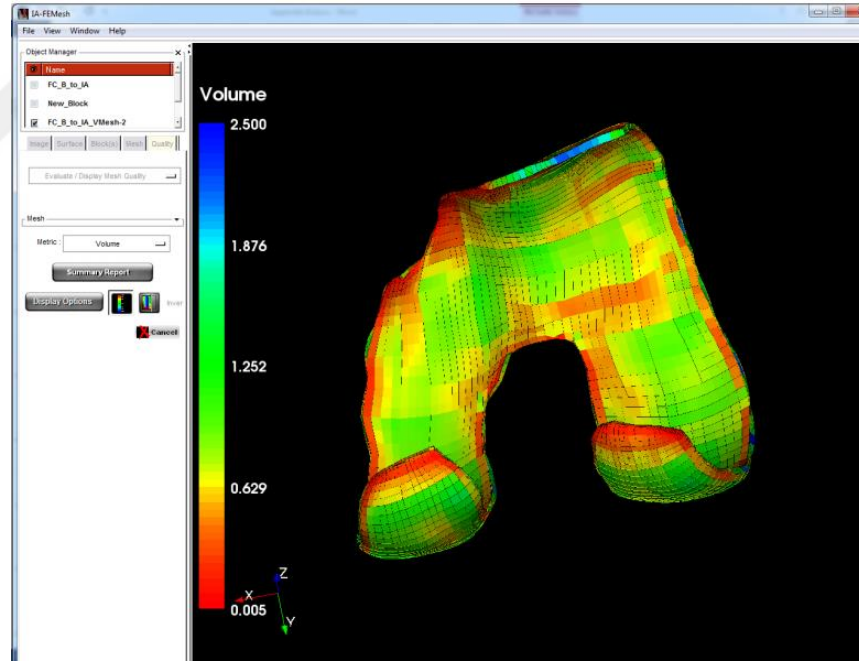 IA-FEMesh
File View Window Help
Object Manager
Name
FC_B_to_IA
New_Block
FC_B_to_IA_VMesh-2
Image Surface Block(s) Mesh Quality
Evaluate / Display Mesh Quality
Mesh
Metric : Volume
Summary Report
Display Options Inver
Cancel
Volume
2.500
1.876
1.252
0.629
0.005
Z
X
Y